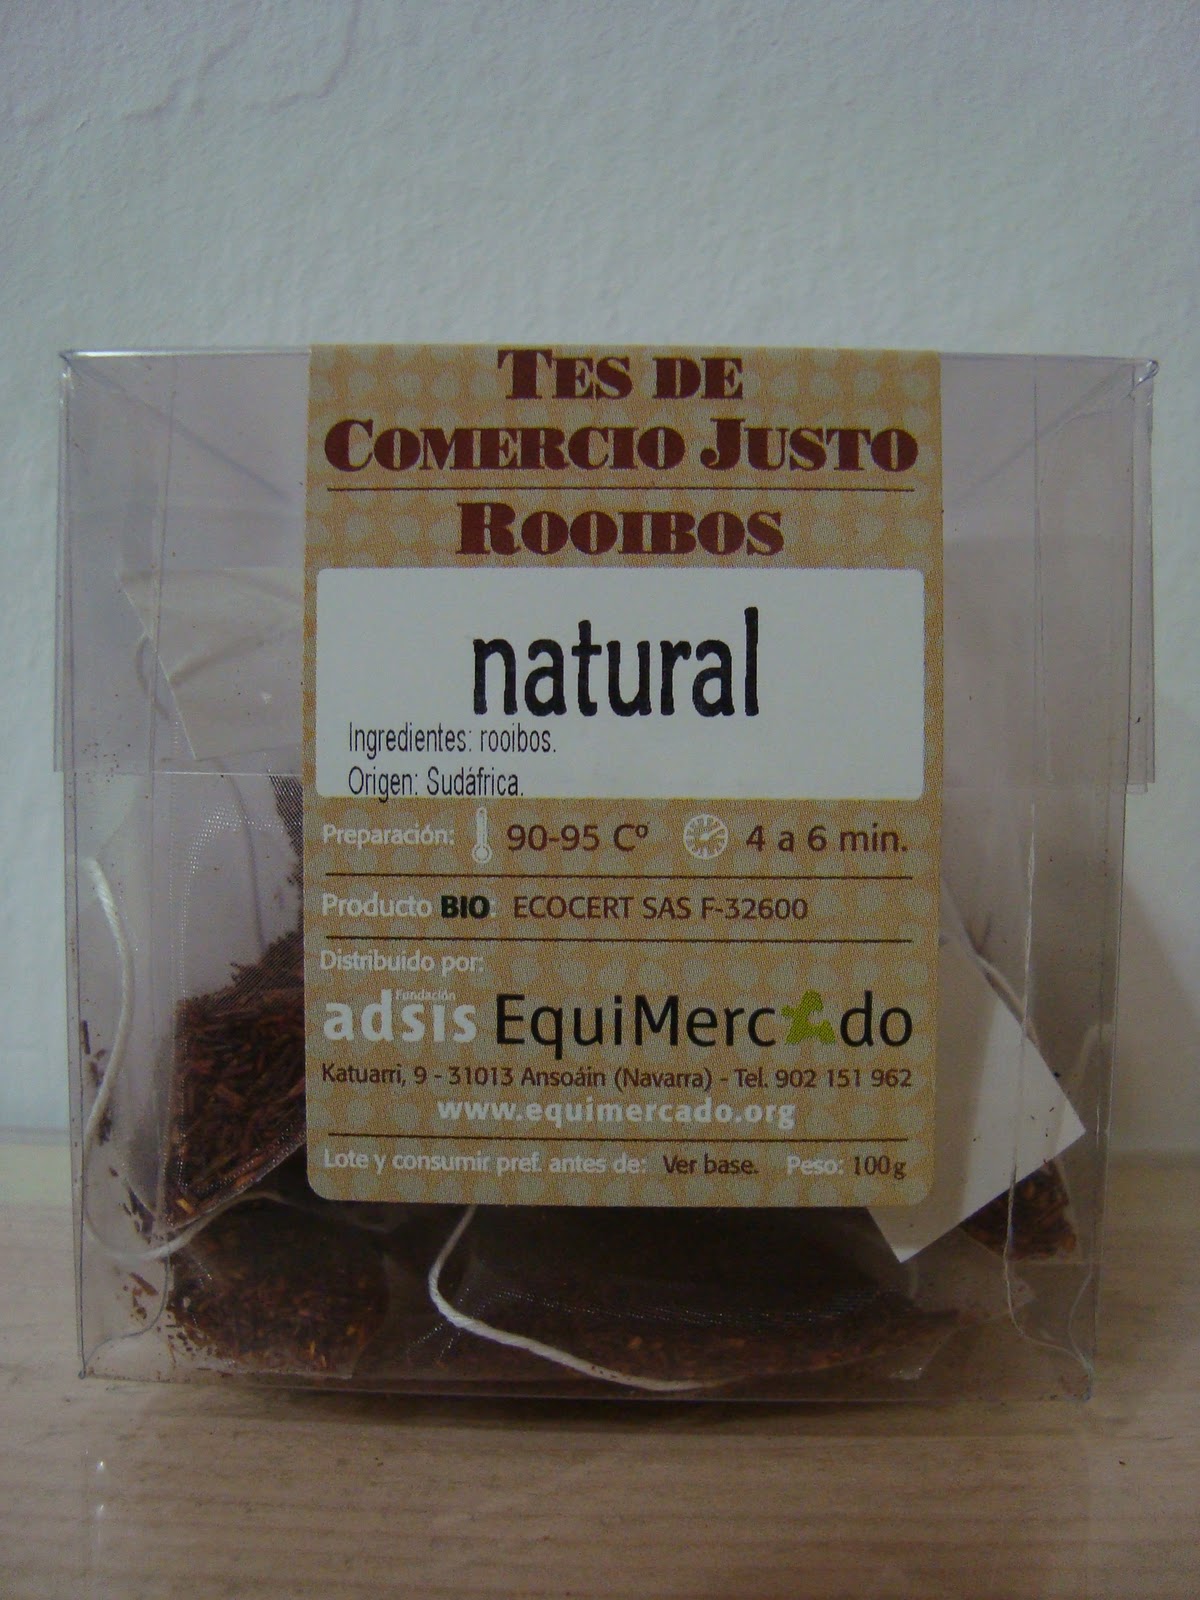 TES DE
COMERCIO JUSTO
ROOIBOS
natural
Ingredientes: rooibos.
Origen: Sudáfrica.
Preparación: 90-95 Cº 4 a 6 min.
Producto BIO: ECOCERT SAS F-32600
Distribuido por:
Fundación
adsis EquiMercado
Katuarri, 9 - 31013 Ansoáin (Navarra) - Tel. 902 151 962
www.equimercado.org
Lote y consumir pref. antes de: Ver base. Peso: 100g